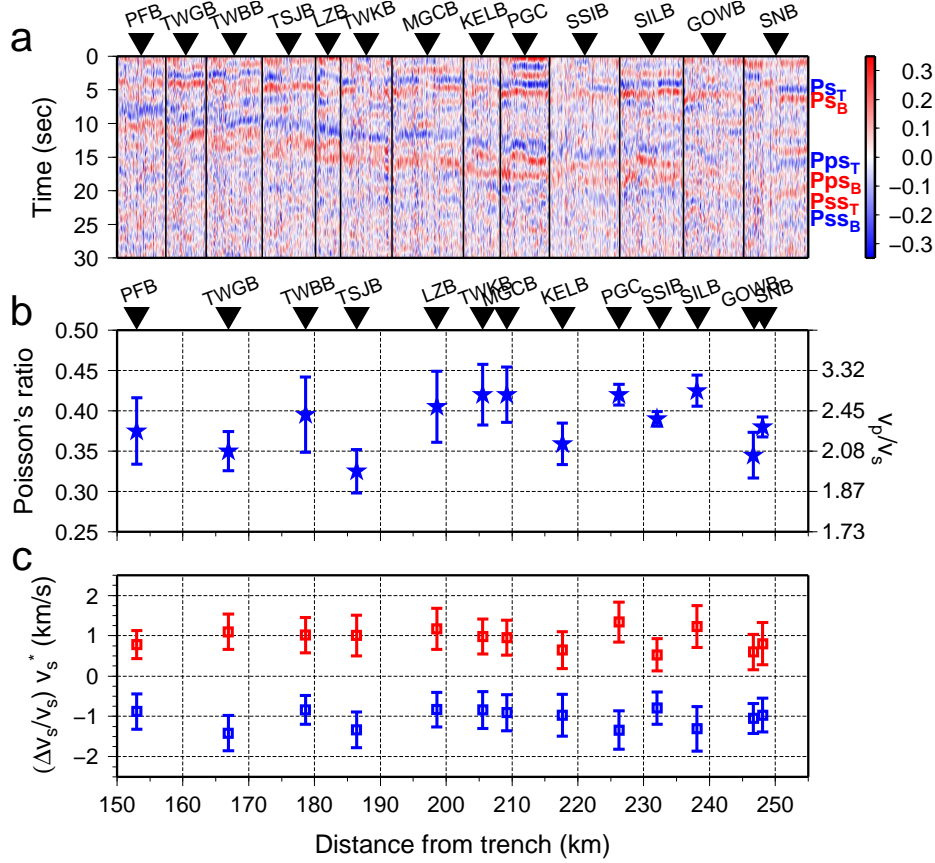 a
PFB TWGB TWBB TSJB LZB TWKB MGCB KELB PGC SSIB SILB GOWB SNB
Time (sec)
0
5
10
15
20
25
30
PsT
PsB
PpsT
PpsB
PssT
PssB
0.3
0.2
0.1
0.0
−0.1
−0.2
−0.3
b
PFB TWGB TWBB TSJB LZB TWKB MGCB KELB PGC SSIB SILB GOWB SNB
Poisson's ratio
0.50
0.45
0.40
0.35
0.30
0.25
3.32
2.45
2.08
1.87
1.73
vp/vs
c
(Δvs/vs) vs* (km/s)
2
1
0
−1
−2
150 160 170 180 190 200 210 220 230 240 250
Distance from trench (km)